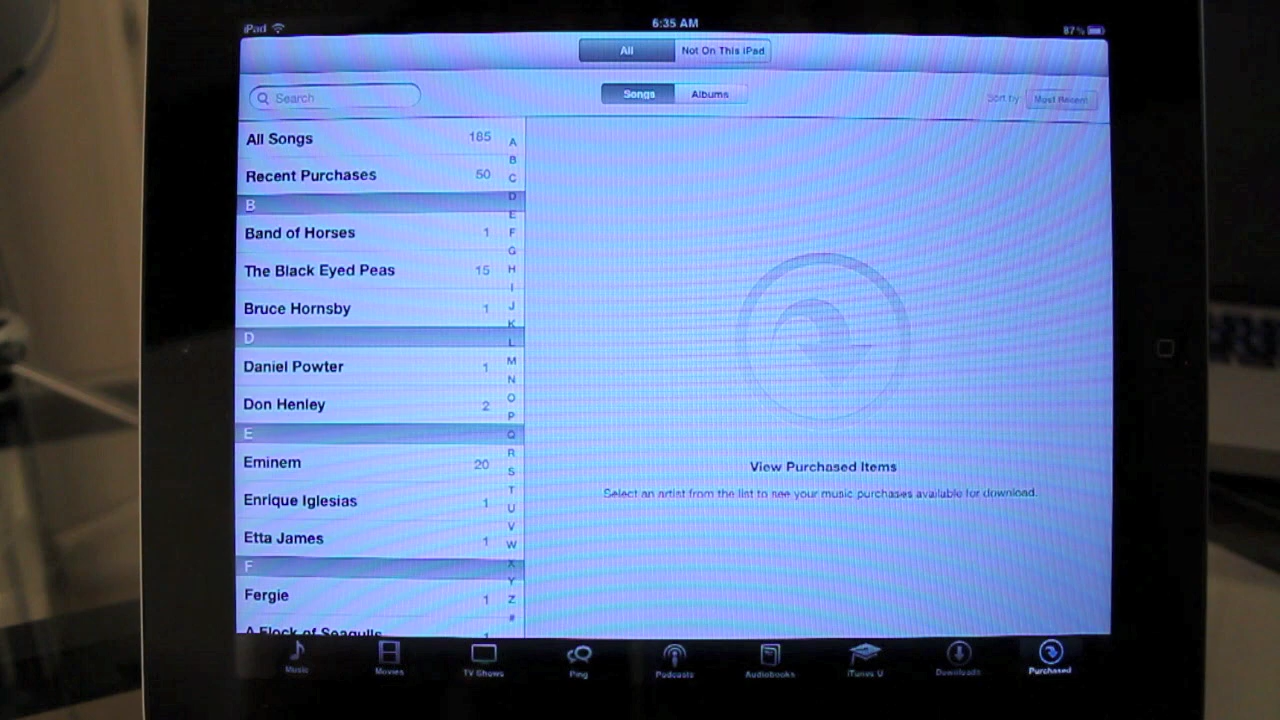 iPad 6:35 AM 87%
All Not On This iPad
Search Songs Albums Sort by Most Recent
All Songs 185
Recent Purchases 50
B
Band of Horses 1
The Black Eyed Peas 15
Bruce Hornsby 1
D
Daniel Powter 1
Don Henley 2
E
Eminem 20
Enrique Iglesias 1
Etta James 1
F
Fergie 1
A Flock of Seagulls 1
A
B
C
D
E
F
G
H
I
J
K
L
M
N
O
P
Q
R
S
T
U
V
W
X
Y
Z
#
View Purchased Items
Select an artist from the list to see your music purchases available for download.
Music Movies TV Shows Ping Podcasts Audiobooks iTunes U Downloads Purchased